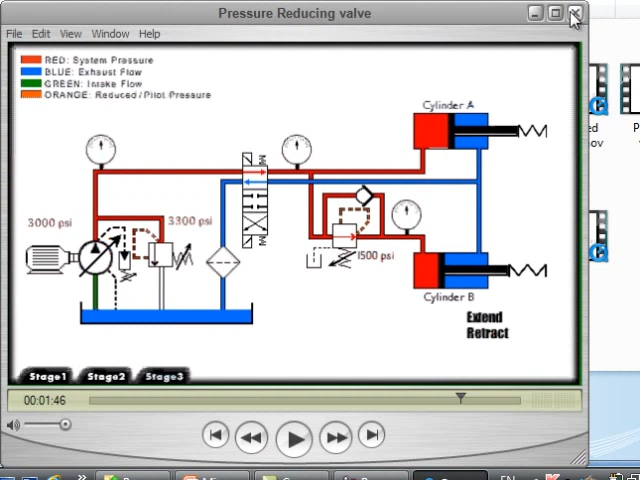 Pressure Reducing valve
File Edit View Window Help
RED: System Pressure
BLUE: Exhaust Flow
GREEN: Intake Flow
ORANGE: Reduced / Pilot Pressure
Cylinder A
3000 psi
3300 psi
1500 psi
Cylinder B
Extend
Retract
Stage1 Stage2 Stage3
00:01:46
EN